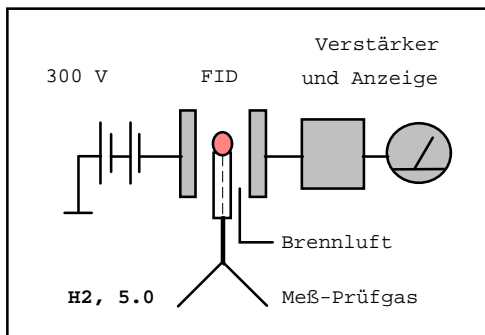 Verstärker
300 V FID und Anzeige
Brennluft
H2, 5.0 Meß-Prüfgas